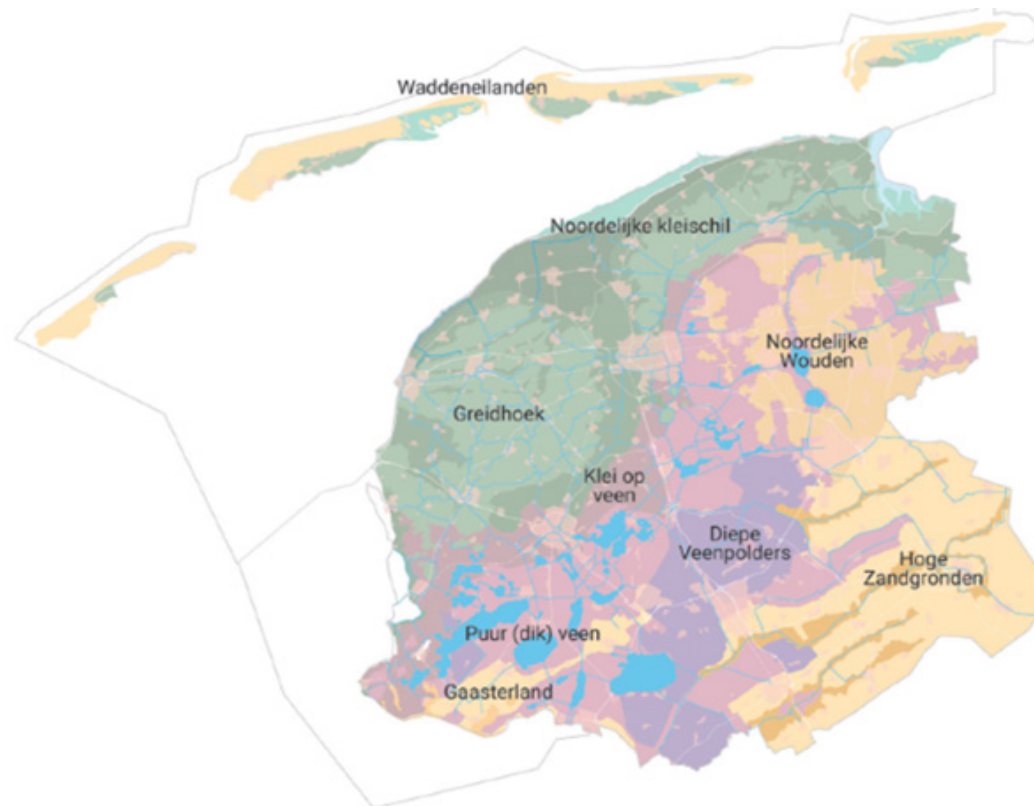 Waddeneilanden
Noordelijke kleischil
Noordelijke
Wouden
Greidhoek
Klei op
veen
Diepe
Veenpolders
Hoge
Zandgronden
Puur (dik) veen
Gaasterland